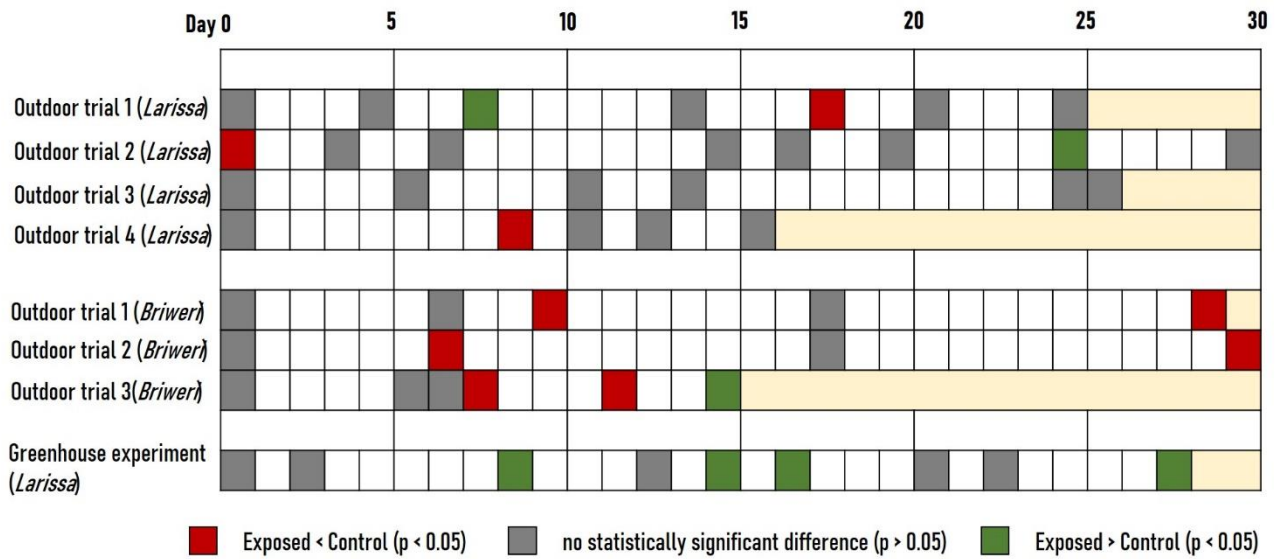 Day 0 5 10 15 20 25 30
Outdoor trial 1 (Larissa)
Outdoor trial 2 (Larissa)
Outdoor trial 3 (Larissa)
Outdoor trial 4 (Larissa)
Outdoor trial 1 (Briweri)
Outdoor trial 2 (Briweri)
Outdoor trial 3(Briweri)
Greenhouse experiment
(Larissa)
Exposed < Control (p < 0.05) no statistically significant difference (p > 0.05) Exposed > Control (p < 0.05)